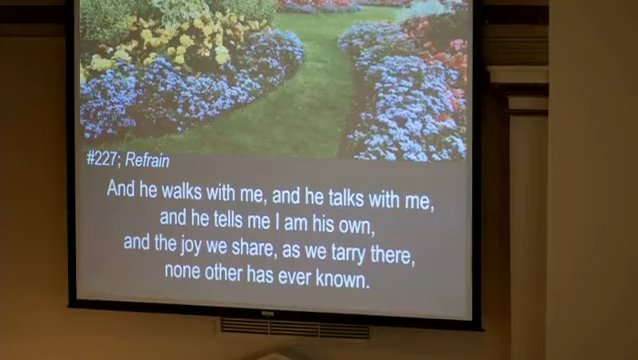 #227; Refrain
And he walks with me, and he talks with me,
and he tells me I am his own,
and the joy we share, as we tarry there,
none other has ever known.